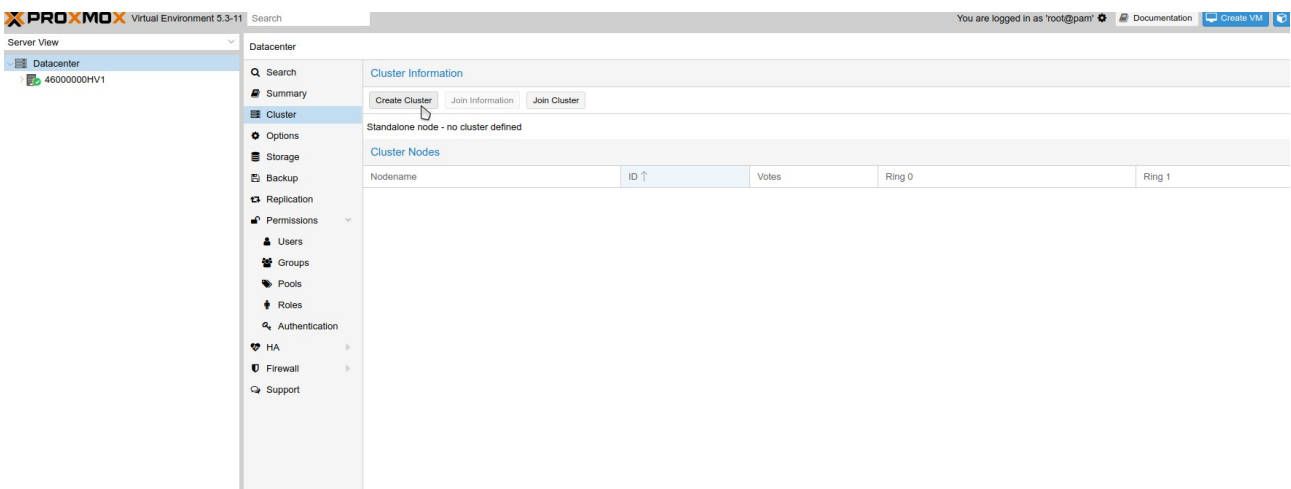 PROXMOX Virtual Environment 5.3-11 Search You are logged in as 'root@pam' Documentation Create VM
Server View
Datacenter
46000000HV1
Datacenter
Search
Summary
Cluster
Options
Storage
Backup
Replication
Permissions
Users
Groups
Pools
Roles
Authentication
HA
Firewall
Support
Cluster Information
Create Cluster Join Information Join Cluster
Standalone node - no cluster defined
Cluster Nodes
Nodename ID ↑ Votes Ring 0 Ring 1